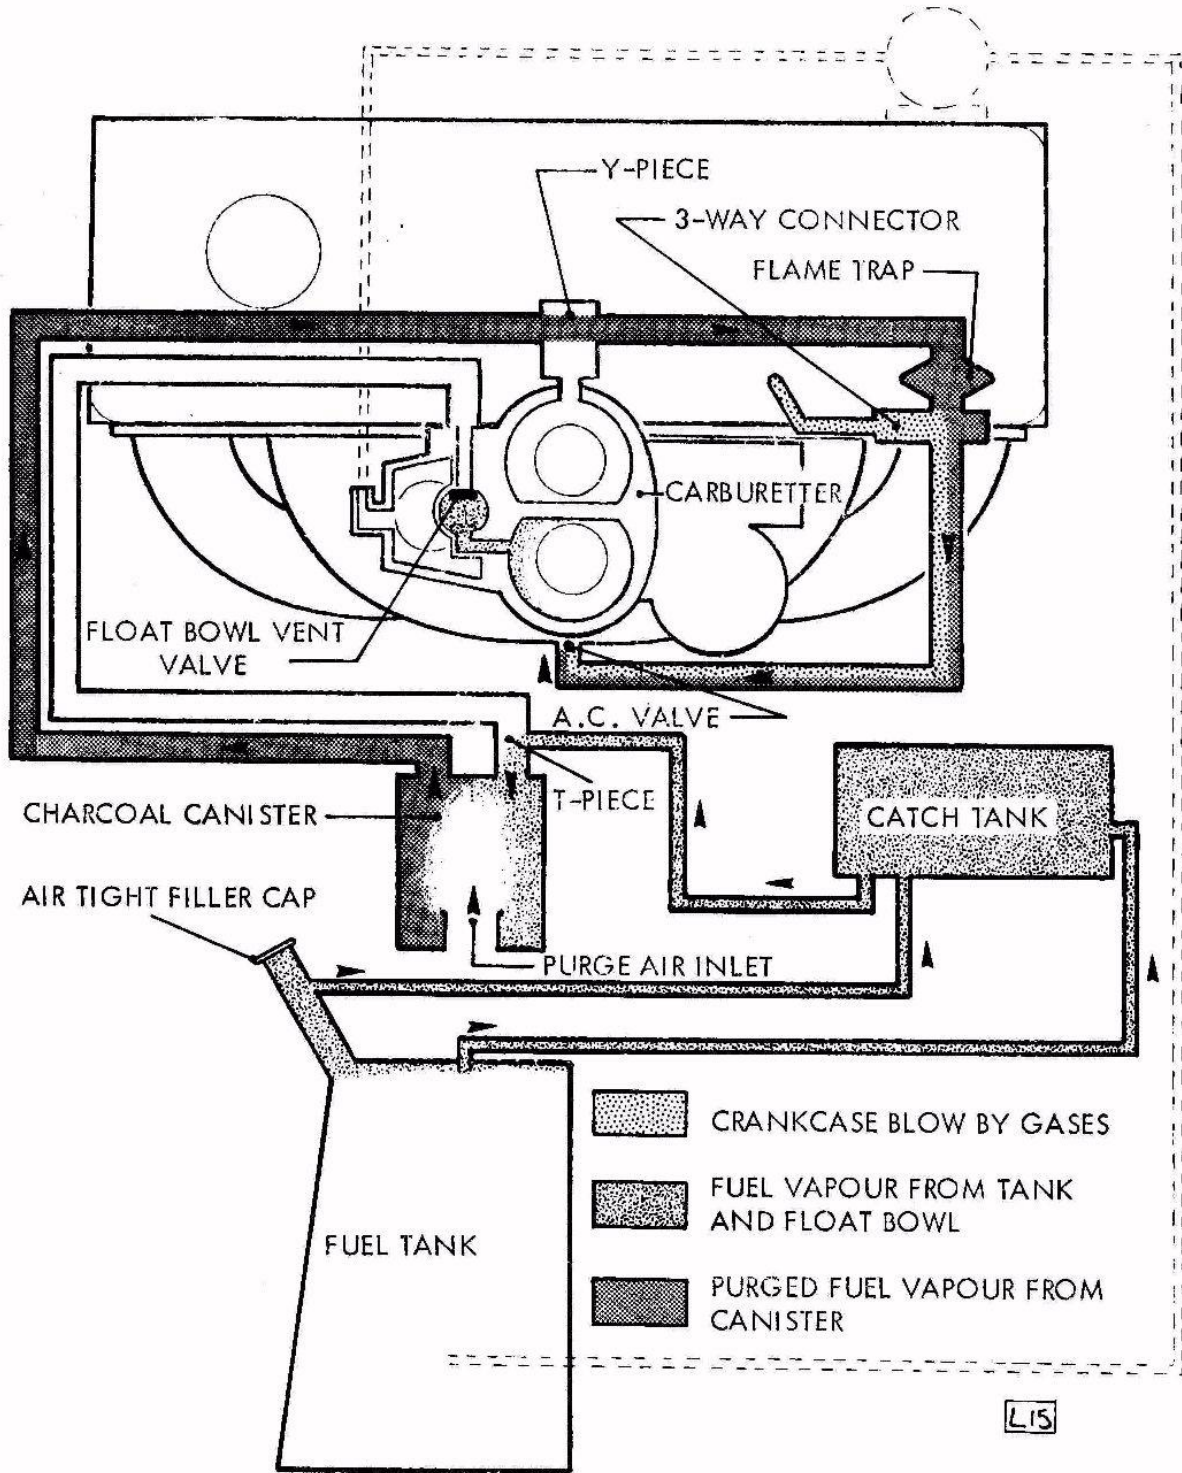 Y-PIECE
3-WAY CONNECTOR
FLAME TRAP
CARBURETTER
FLOAT BOWL VENT
VALVE
A.C. VALVE
T-PIECE
CHARCOAL CANISTER
CATCH TANK
AIR TIGHT FILLER CAP
PURGE AIR INLET
CRANKCASE BLOW BY GASES
FUEL VAPOUR FROM TANK
AND FLOAT BOWL
FUEL TANK
PURGED FUEL VAPOUR FROM
CANISTER
L15